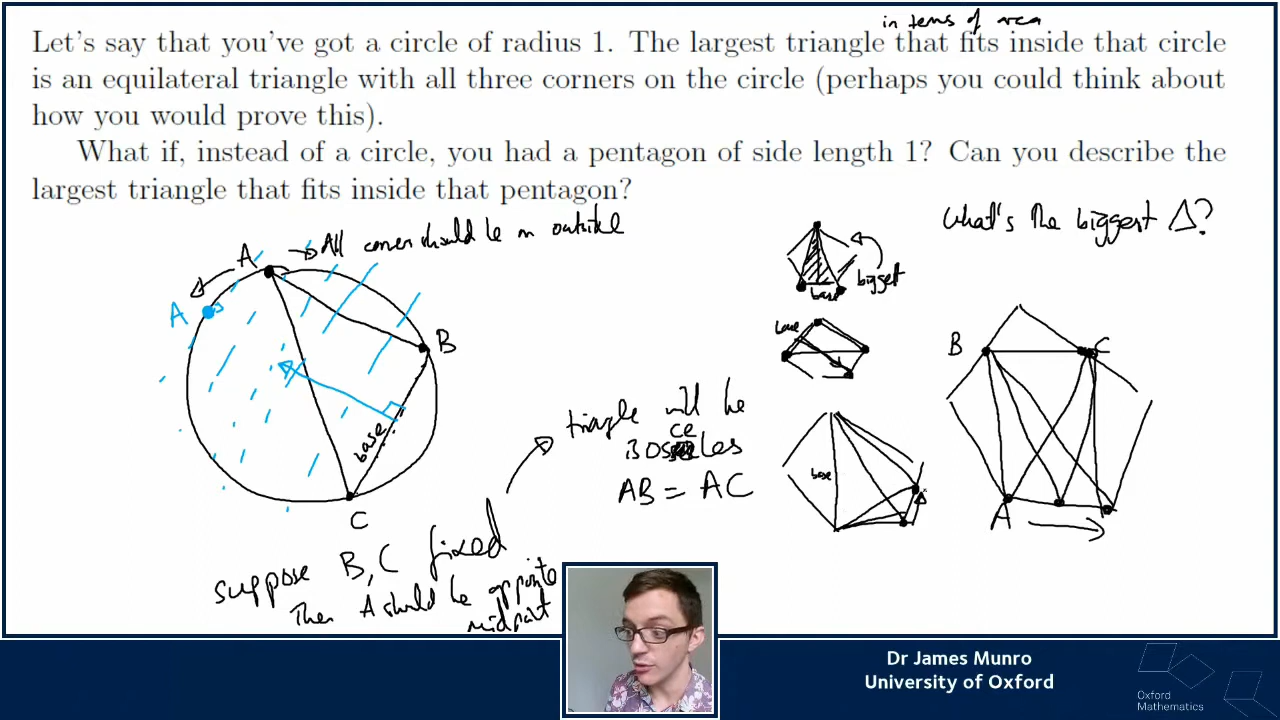 in terms of area
Let's say that you've got a circle of radius 1. The largest triangle that fits inside that circle
is an equilateral triangle with all three corners on the circle (perhaps you could think about
how you would prove this).
What if, instead of a circle, you had a pentagon of side length 1? Can you describe the
largest triangle that fits inside that pentagon?
What's the biggest Δ?
All corner should be on outside
A
A
B
base
C
suppose B, C fixed
Then A should be opposite
midpoint
triangle will be
isosceles
AB = AC
base
biggest
base
base
B
C
A
Dr James Munro
University of Oxford
Oxford
Mathematics